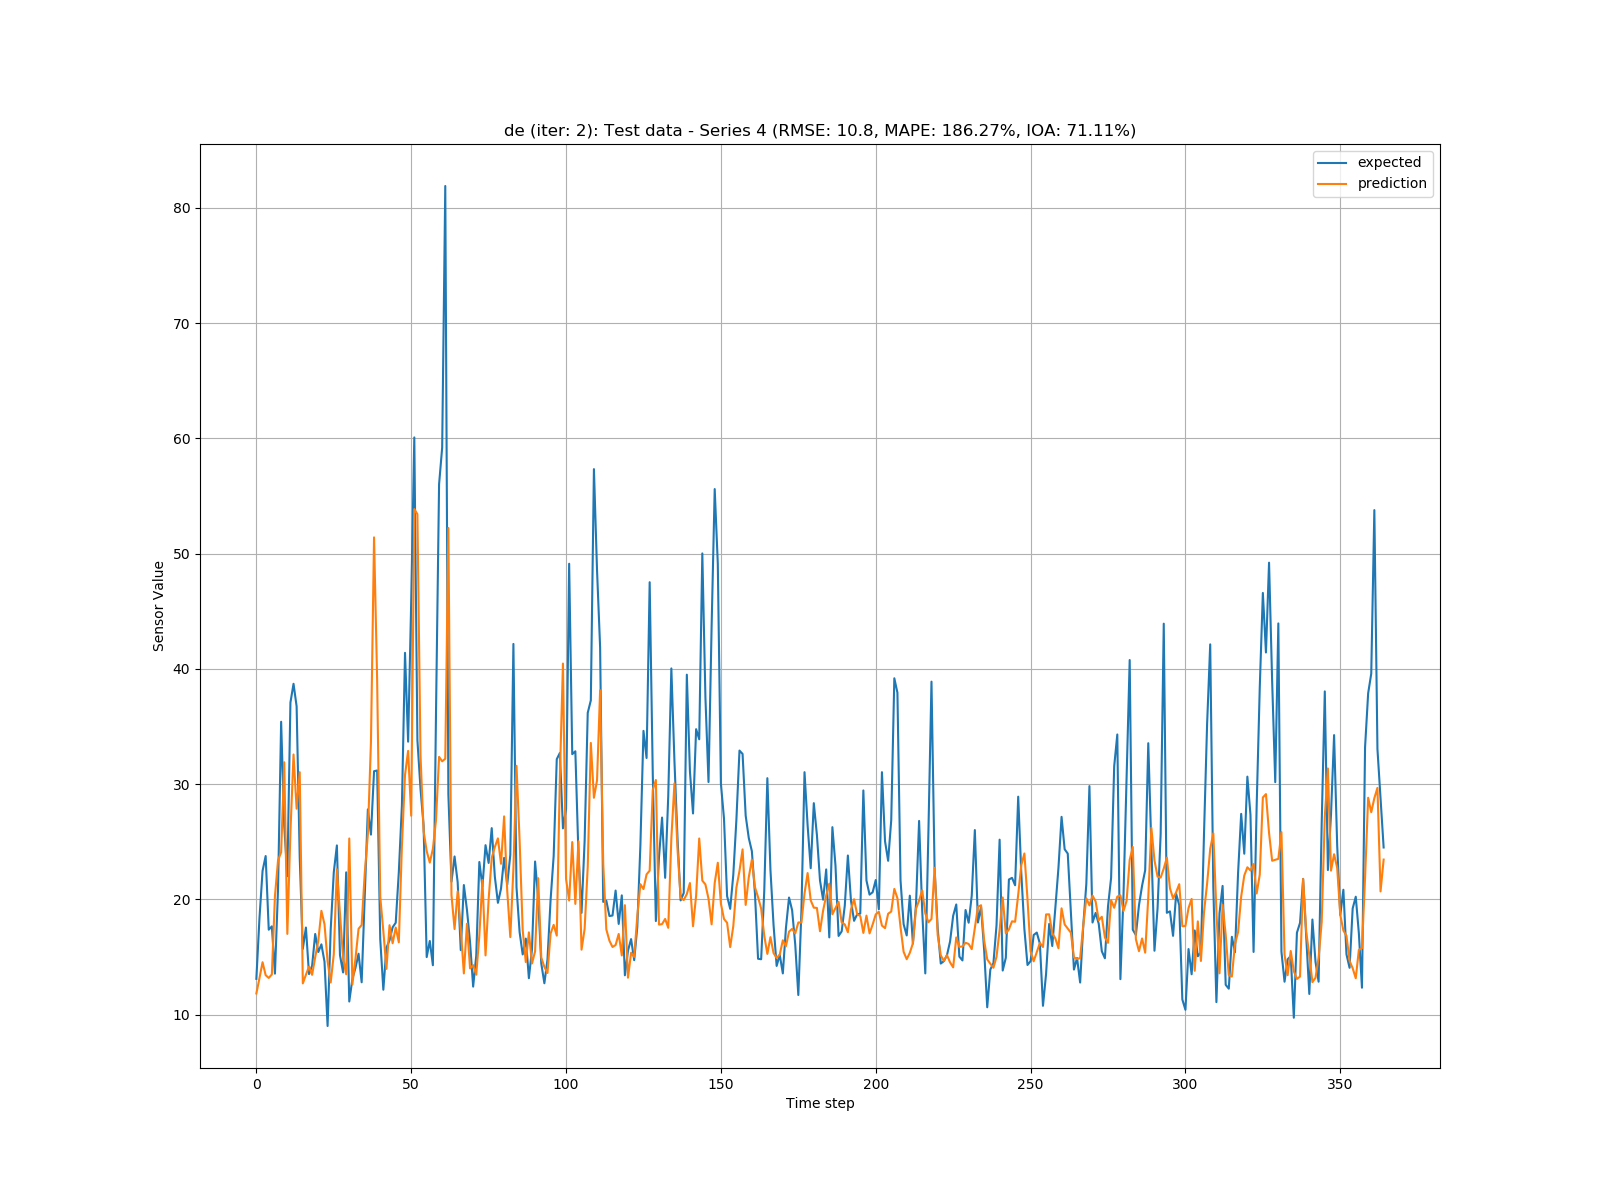 de (iter: 2): Test data - Series 4 (RMSE: 10.8, MAPE: 186.27%, IOA: 71.11%)
expected
prediction
80
70
60
50
40
30
20
10
Sensor Value
0 50 100 150 200 250 300 350
Time step